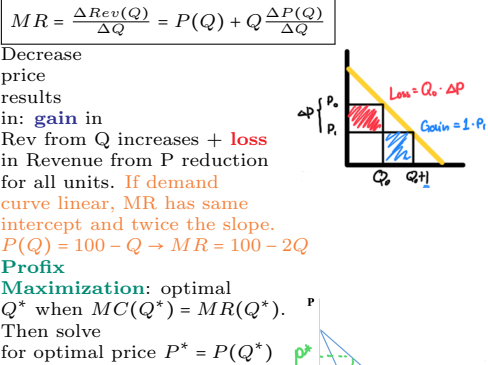 MR = ΔRev(Q)/ΔQ = P(Q) + Q ΔP(Q)/ΔQ
Decrease
price
results
in: gain in
Rev from Q increases + loss
in Revenue from P reduction
for all units. If demand
curve linear, MR has same
intercept and twice the slope.
P(Q) = 100 − Q → MR = 100 − 2Q
Profix
Maximization: optimal
Q* when MC(Q*) = MR(Q*).
Then solve
for optimal price P* = P(Q*)
Loss = Q₀ · ΔP
ΔP { P₀
P₁
Gain = 1 · P₁
Q₀ Q₀+1
P
P*